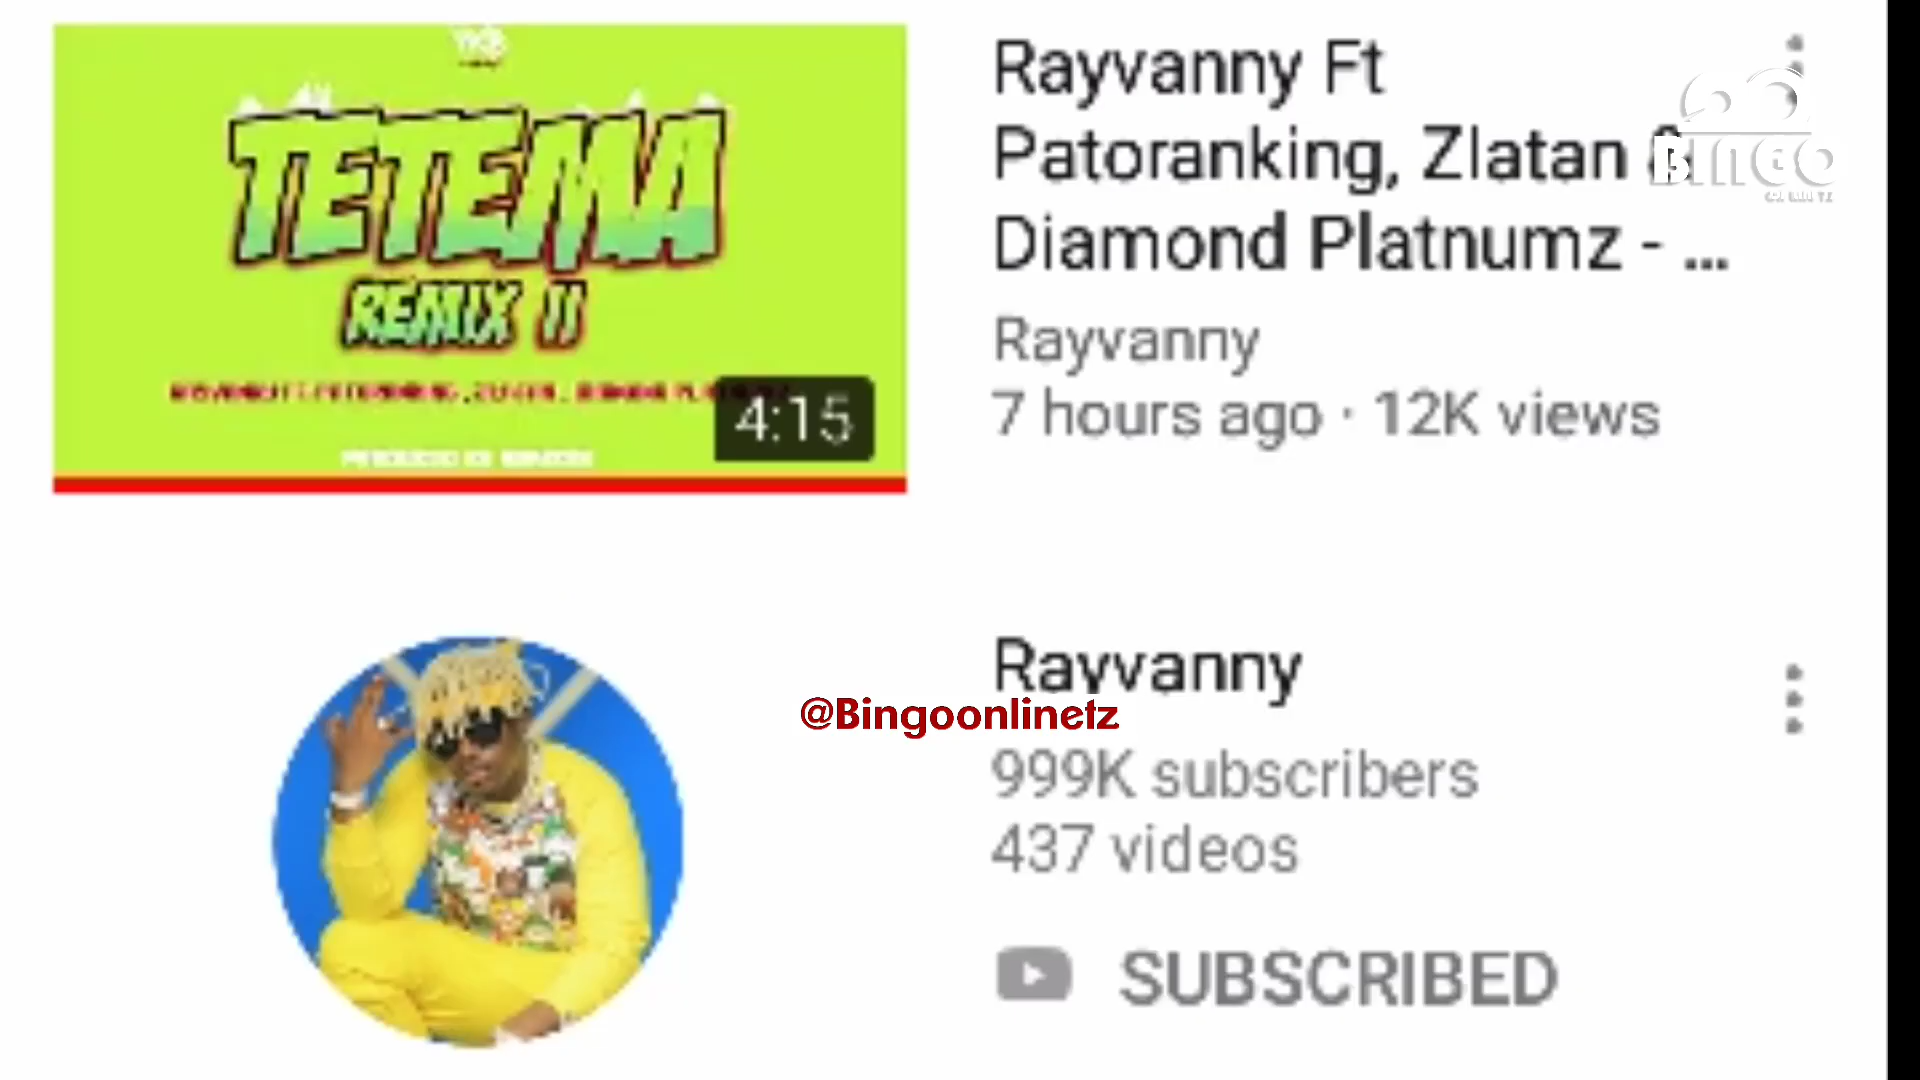 TETEMA
REMIX II
4:15
Rayvanny Ft
Patoranking, Zlatan &
Diamond Platnumz - ...
Rayvanny
7 hours ago · 12K views
BINGO
Rayvanny
@Bingoonlinetz
999K subscribers
437 videos
SUBSCRIBED